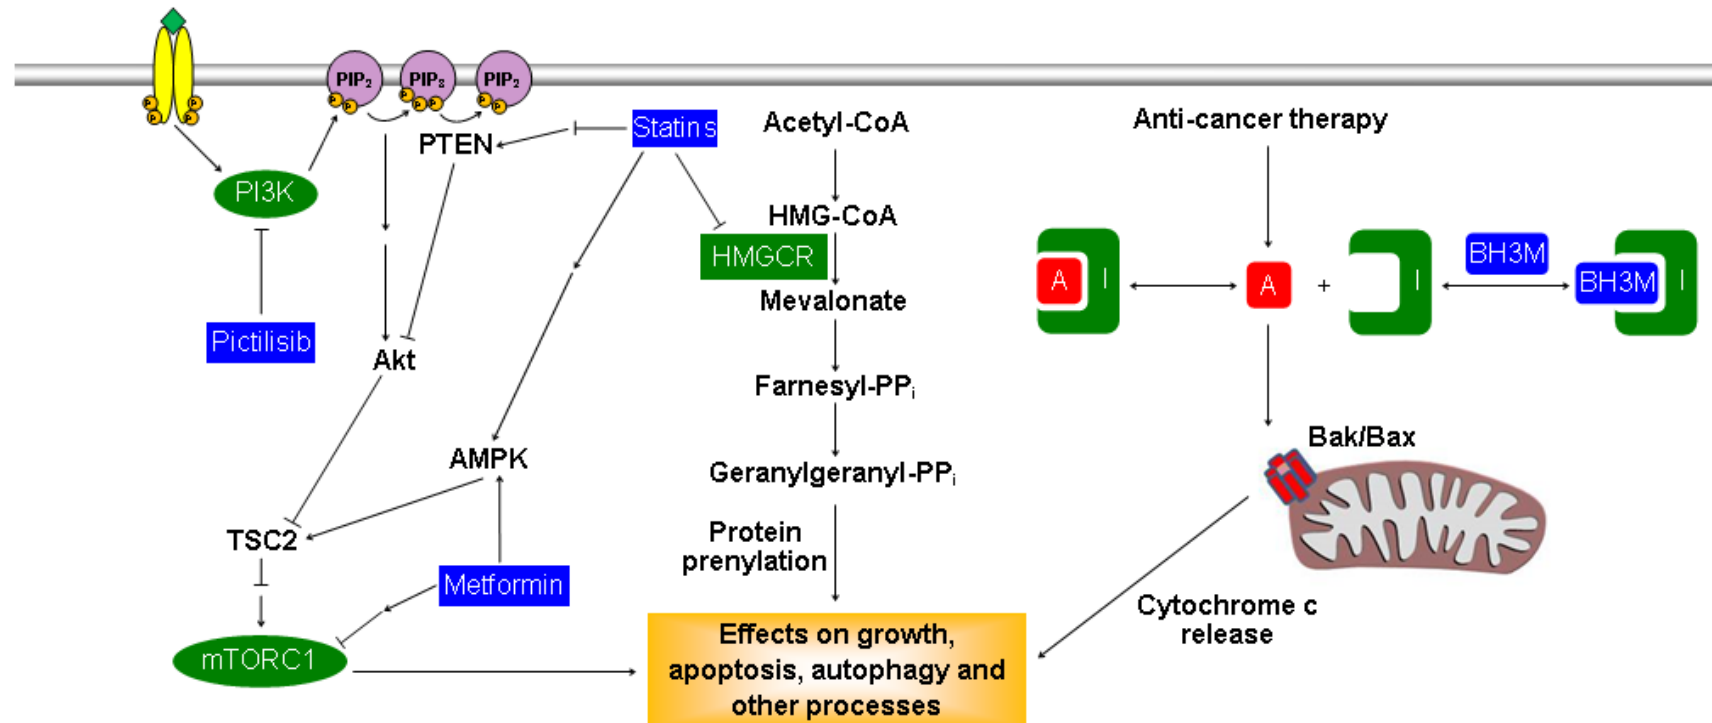 PIP₂
PIP₃
PIP₂
P P
P P
P P
P P P
P P
PTEN
Statins
Acetyl-CoA
Anti-cancer therapy
PI3K
HMG-CoA
HMGCR
BH3M
A
I
A
+
I
BH3M
I
Mevalonate
Pictilisib
Akt
Farnesyl-PPᵢ
Bak/Bax
AMPK
Geranylgeranyl-PPᵢ
TSC2
Protein
prenylation
Metformin
Cytochrome c
release
mTORC1
Effects on growth,
apoptosis, autophagy and
other processes